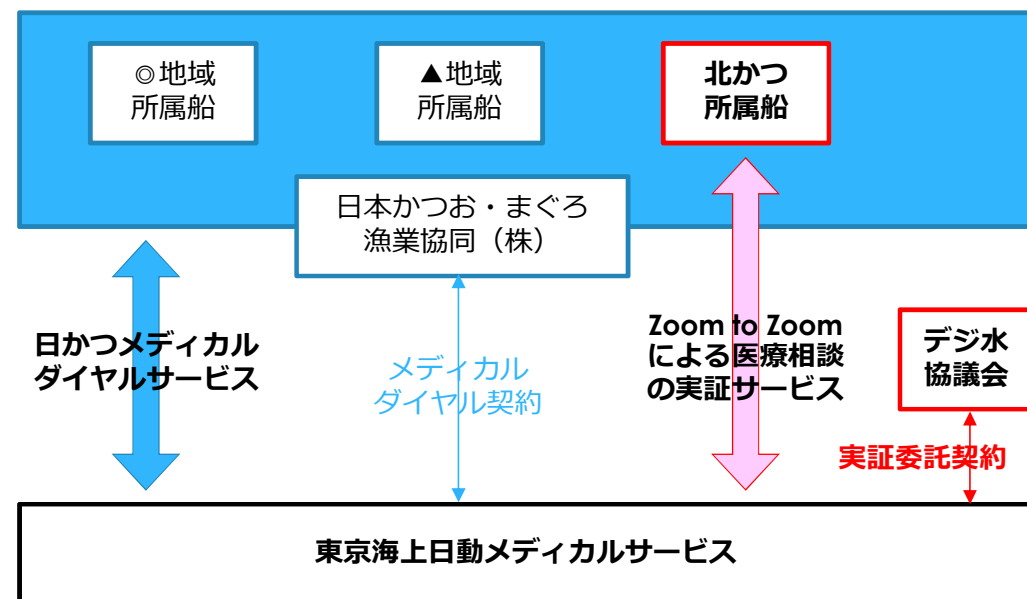 ◎地域
所属船
▲地域
所属船
北かつ
所属船
日本かつお・まぐろ
漁業協同（株）
日かつメディカル
ダイヤルサービス
メディカル
ダイヤル契約
Zoom to Zoom
による医療相談
の実証サービス
デジ水
協議会
実証委託契約
東京海上日動メディカルサービス